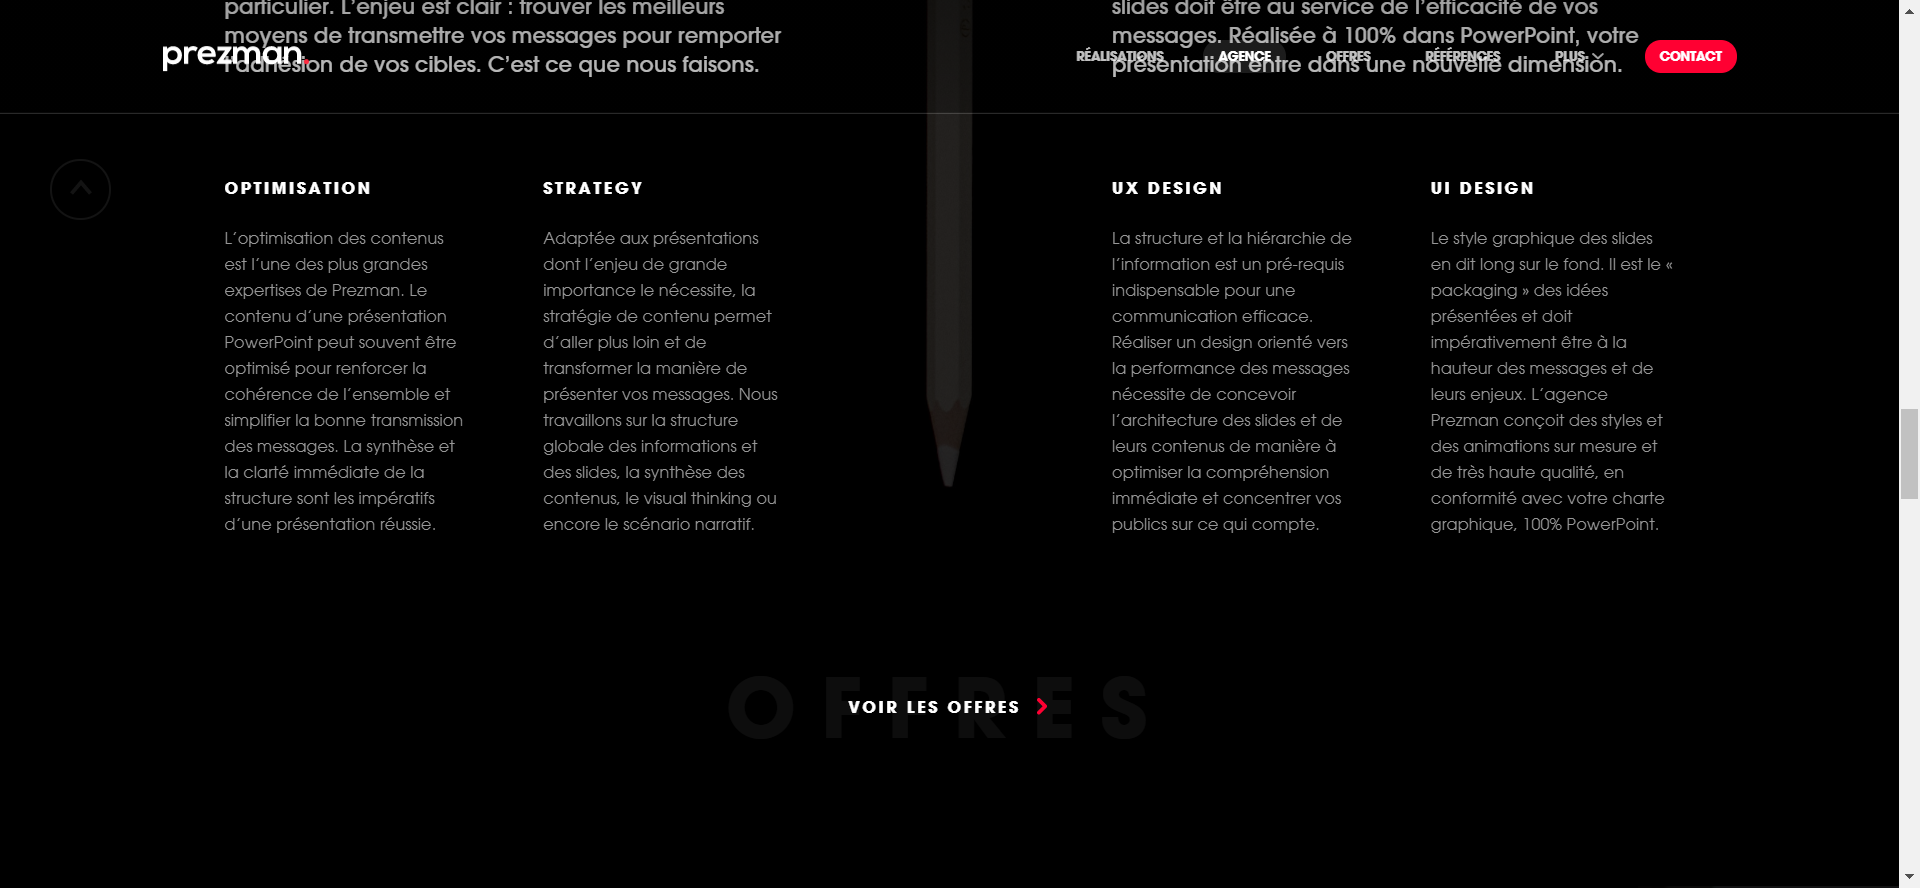 particulier. L'enjeu est clair : trouver les meilleurs
moyens de transmettre vos messages pour remporter
l'adhésion de vos cibles. C'est ce que nous faisons.
slides doit être au service de l'efficacité de vos
messages. Réalisée à 100% dans PowerPoint, votre
présentation entre dans une nouvelle dimension.
prezman.
RÉALISATIONS
AGENCE
OFFRES
RÉFÉRENCES
PLUS
CONTACT
OPTIMISATION
L'optimisation des contenus
est l'une des plus grandes
expertises de Prezman. Le
contenu d'une présentation
PowerPoint peut souvent être
optimisé pour renforcer la
cohérence de l'ensemble et
simplifier la bonne transmission
des messages. La synthèse et
la clarté immédiate de la
structure sont les impératifs
d'une présentation réussie.
STRATEGY
Adaptée aux présentations
dont l'enjeu de grande
importance le nécessite, la
stratégie de contenu permet
d'aller plus loin et de
transformer la manière de
présenter vos messages. Nous
travaillons sur la structure
globale des informations et
des slides, la synthèse des
contenus, le visual thinking ou
encore le scénario narratif.
UX DESIGN
La structure et la hiérarchie de
l'information est un pré-requis
indispensable pour une
communication efficace.
Réaliser un design orienté vers
la performance des messages
nécessite de concevoir
l'architecture des slides et de
leurs contenus de manière à
optimiser la compréhension
immédiate et concentrer vos
publics sur ce qui compte.
UI DESIGN
Le style graphique des slides
en dit long sur le fond. Il est le «
packaging » des idées
présentées et doit
impérativement être à la
hauteur des messages et de
leurs enjeux. L'agence
Prezman conçoit des styles et
des animations sur mesure et
de très haute qualité, en
conformité avec votre charte
graphique, 100% PowerPoint.
OFFRES
VOIR LES OFFRES